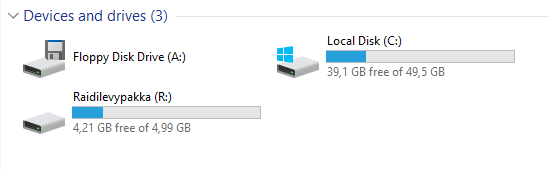 Devices and drives (3)
Floppy Disk Drive (A:)
Local Disk (C:)
39,1 GB free of 49,5 GB
Raidilevypakka (R:)
4,21 GB free of 4,99 GB